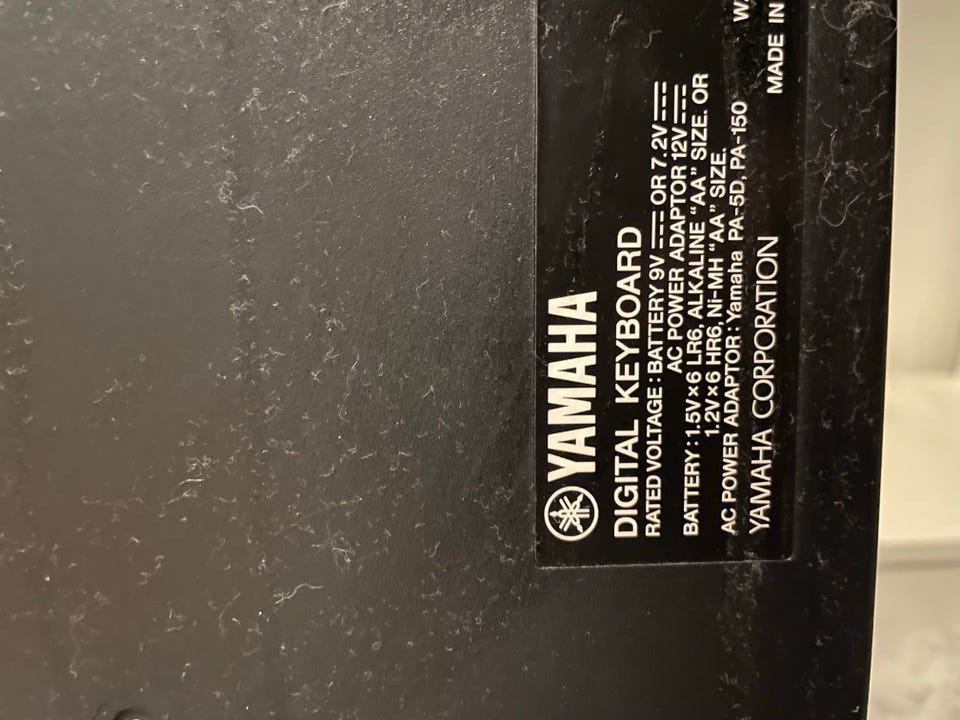 YAMAHA
DIGITAL KEYBOARD
RATED VOLTAGE : BATTERY 9V ⎓ OR 7.2V ⎓
AC POWER ADAPTOR 12V ⎓
BATTERY : 1.5V×6 LR6, ALKALINE “AA” SIZE. OR
1.2V×6 HR6, Ni-MH “AA” SIZE.
AC POWER ADAPTOR : Yamaha PA-5D, PA-150
YAMAHA CORPORATION
MADE IN